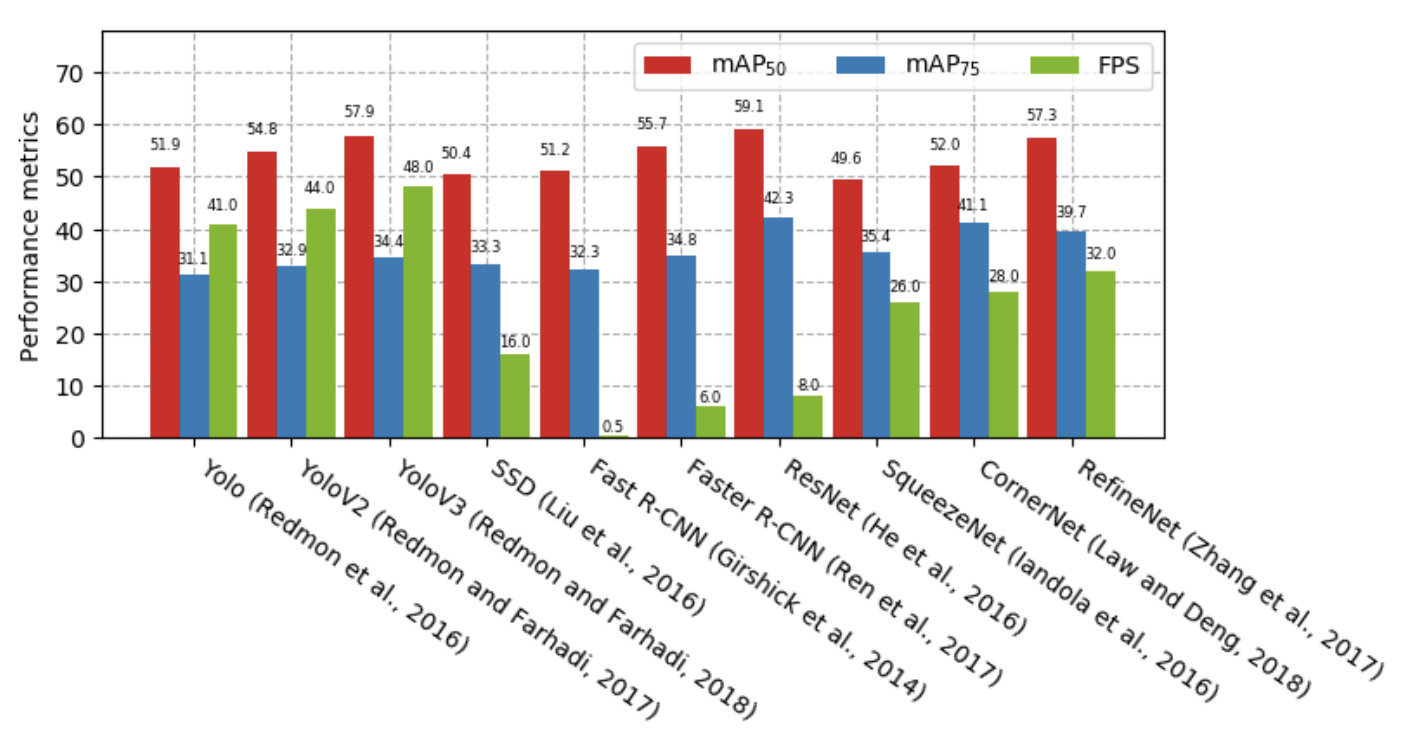 mAP50 mAP75 FPS
Performance metrics
70
60
50
40
30
20
10
0
51.9 31.1 41.0
54.8 32.9 44.0
57.9 34.4 48.0
50.4 33.3 16.0
51.2 32.3 0.5
55.7 34.8 6.0
59.1 42.3 8.0
49.6 35.4 26.0
52.0 41.1 28.0
57.3 39.7 32.0
Yolo (Redmon et al., 2016)
YoloV2 (Redmon and Farhadi, 2017)
YoloV3 (Redmon and Farhadi, 2018)
SSD (Liu et al., 2016)
Fast R-CNN (Girshick et al., 2014)
Faster R-CNN (Ren et al., 2017)
ResNet (He et al., 2016)
SqueezeNet (Iandola et al., 2016)
CornerNet (Law and Deng, 2018)
RefineNet (Zhang et al., 2017)